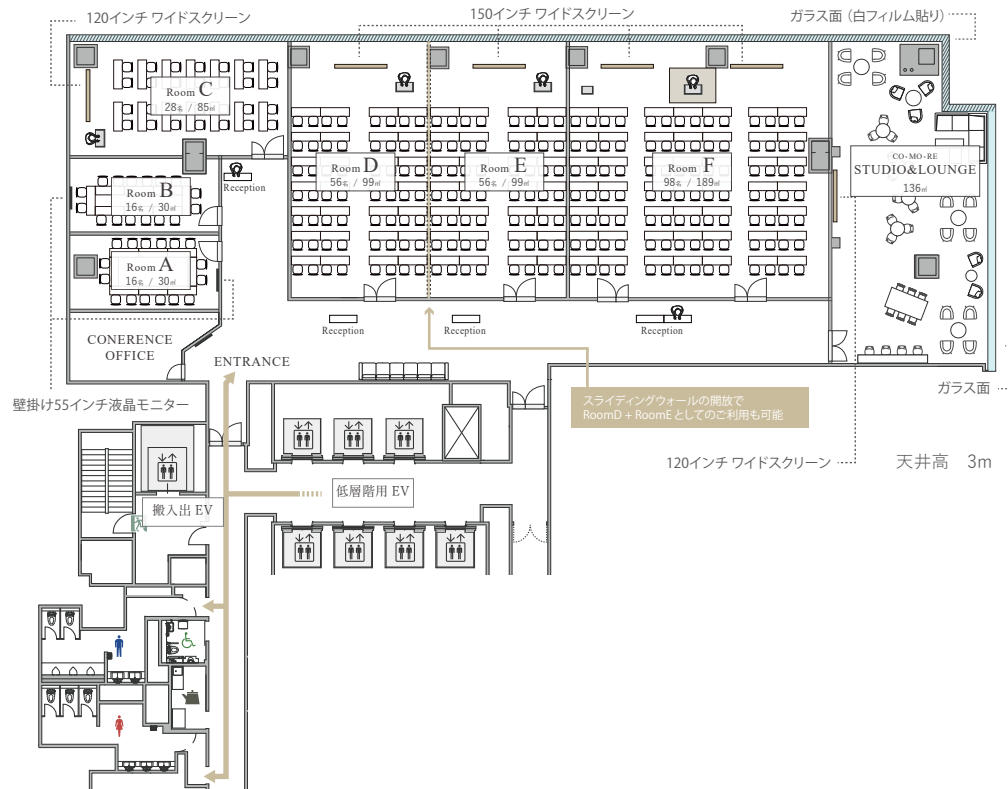 120インチ ワイドスクリーン
150インチ ワイドスクリーン
ガラス面（白フィルム貼り）
Room C
28名 / 85㎡
Room D
56名 / 99㎡
Room E
56名 / 99㎡
Room F
98名 / 189㎡
CO-MO-RE
STUDIO&LOUNGE
136㎡
Reception
Room B
16名 / 30㎡
Room A
16名 / 30㎡
Reception
Reception
Reception
CONERENCE
OFFICE
ENTRANCE
ガラス面
壁掛け55インチ液晶モニター
スライディングウォールの開放で
RoomD + RoomE としてのご利用も可能
120インチ ワイドスクリーン
天井高　3m
低層階用 EV
搬入出 EV